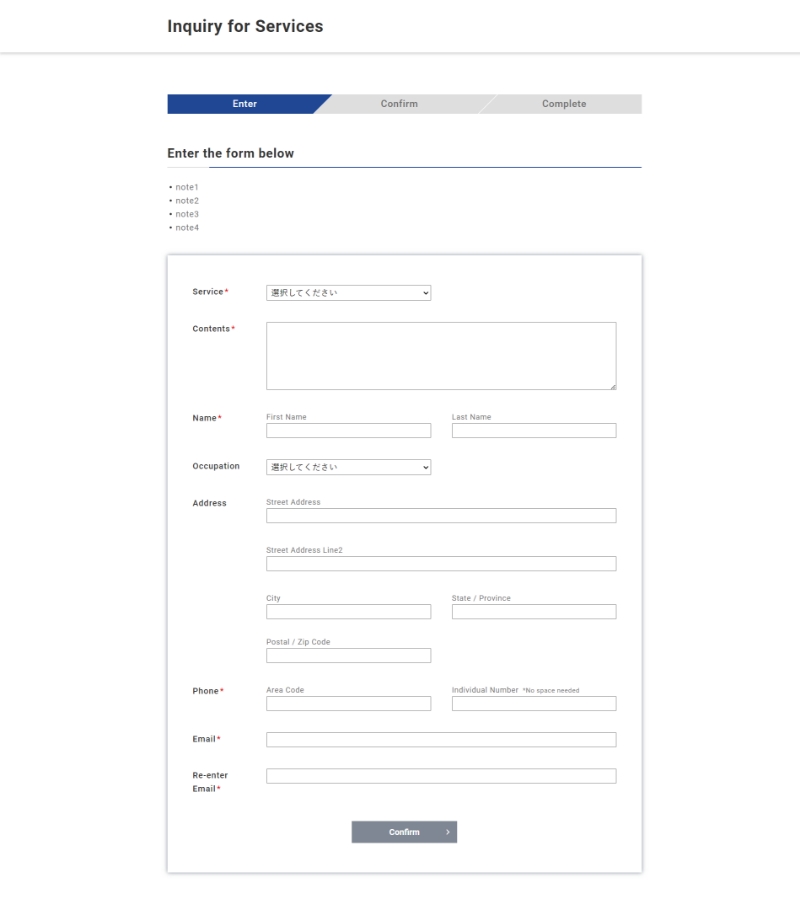 Inquiry for Services
Enter Confirm Complete
Enter the form below
• note1
• note2
• note3
• note4
Service* 選択してください
Contents*
Name* First Name Last Name
Occupation 選択してください
Address Street Address
Street Address Line2
City State / Province
Postal / Zip Code
Phone* Area Code Individual Number *No space needed
Email*
Re-enter
Email*
Confirm